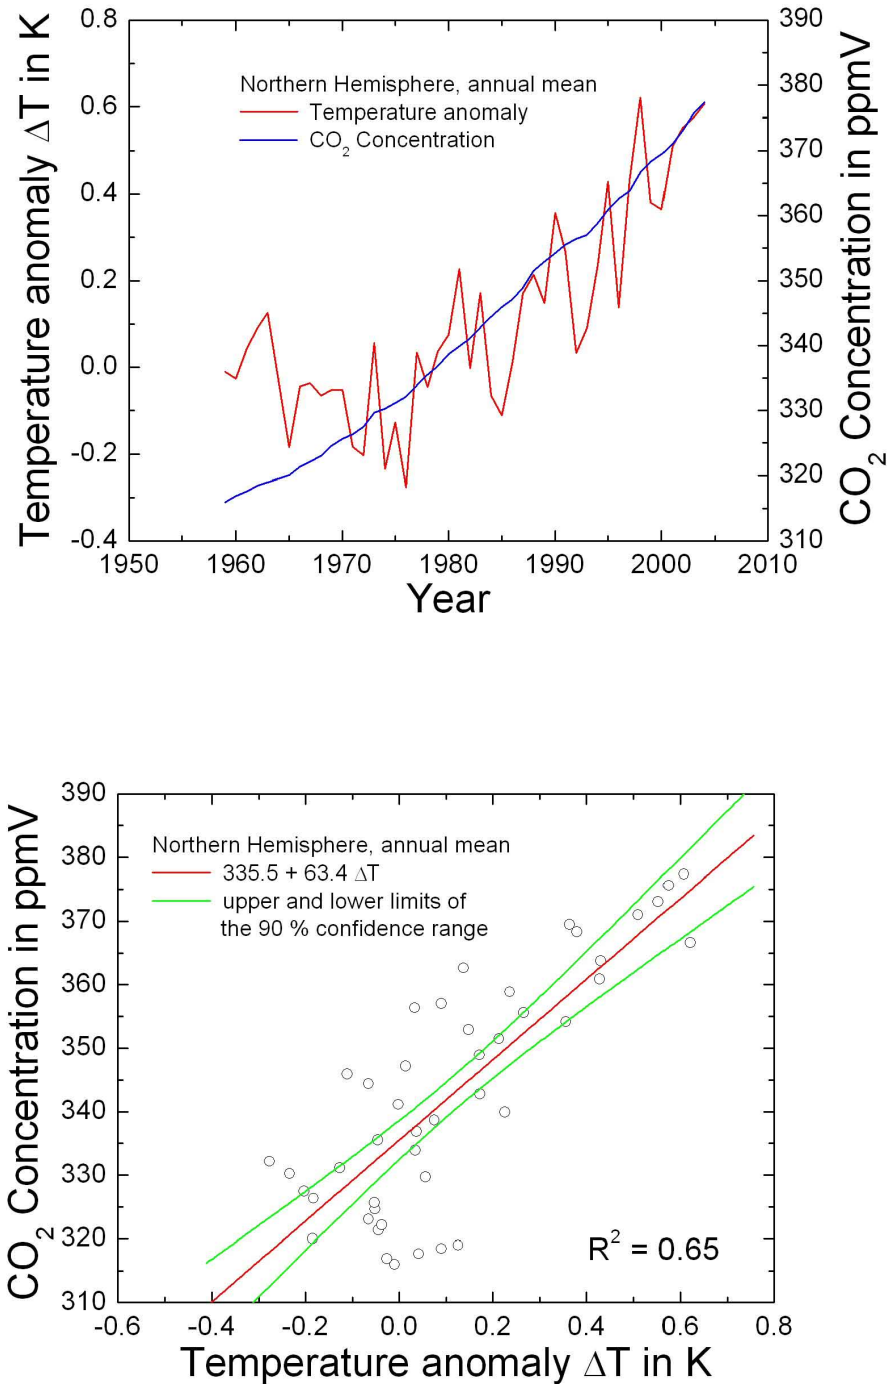 0.8
0.6
0.4
0.2
0.0
-0.2
-0.4
Temperature anomaly ΔT in K
Northern Hemisphere, annual mean
Temperature anomaly
CO₂ Concentration
390
380
370
360
350
340
330
320
310
CO₂ Concentration in ppmV
1950 1960 1970 1980 1990 2000 2010
Year
390
380
370
360
350
340
330
320
310
CO₂ Concentration in ppmV
Northern Hemisphere, annual mean
335.5 + 63.4 ΔT
upper and lower limits of
the 90 % confidence range
R² = 0.65
-0.6 -0.4 -0.2 0.0 0.2 0.4 0.6 0.8
Temperature anomaly ΔT in K